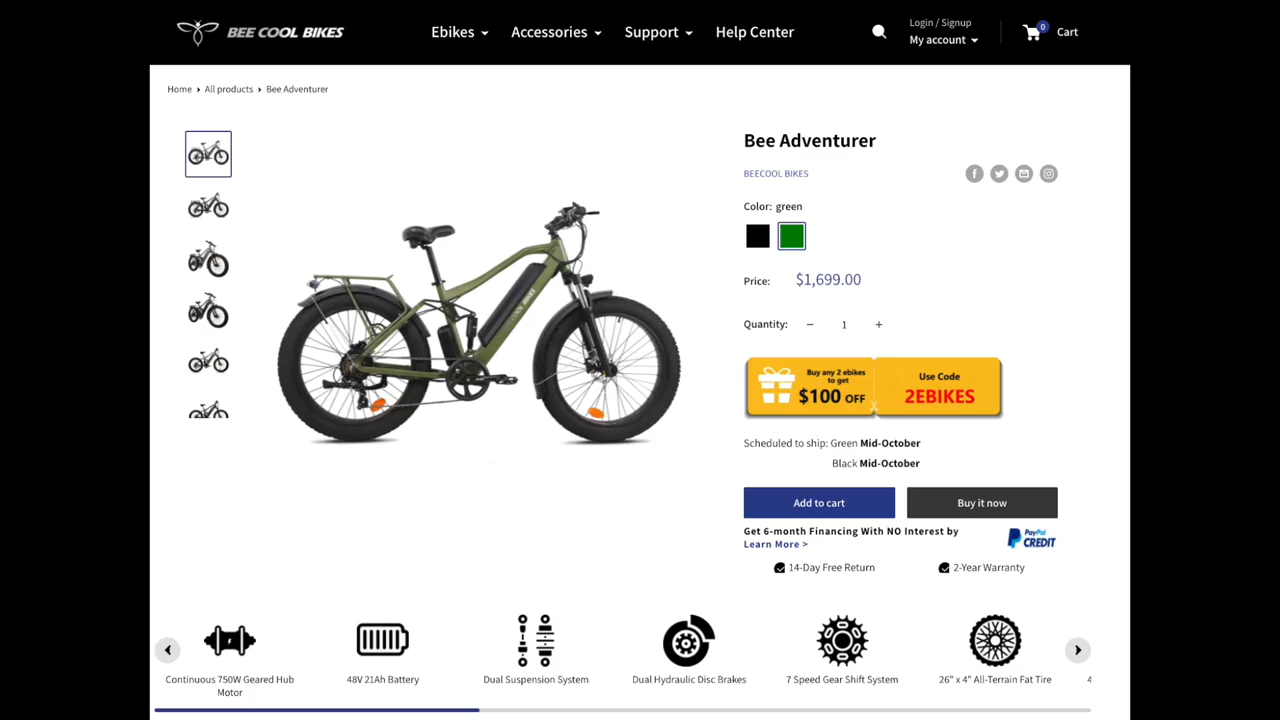 BEE COOL BIKES
Ebikes
Accessories
Support
Help Center
Login / Signup
My account
0
Cart
Home
All products
Bee Adventurer
Bee Adventurer
BEECOOL BIKES
Color: green
Price: $1,699.00
Quantity: − 1 +
Buy any 2 ebikes
to get
$100 OFF
Use Code
2EBIKES
Scheduled to ship: Green Mid-October
Black Mid-October
Add to cart
Buy it now
Get 6-month Financing With NO Interest by
Learn More >
PayPal
CREDIT
14-Day Free Return
2-Year Warranty
COOL BIKES
Continuous 750W Geared Hub
Motor
48V 21Ah Battery
Dual Suspension System
Dual Hydraulic Disc Brakes
7 Speed Gear Shift System
26" x 4" All-Terrain Fat Tire